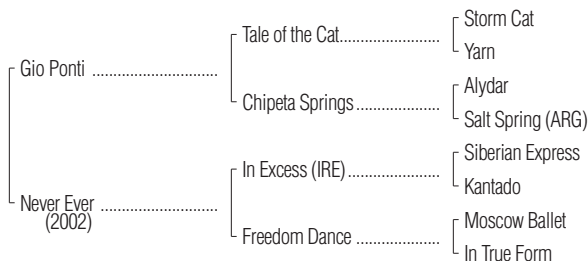 Storm Cat
Tale of the Cat
Yarn
Gio Ponti
Alydar
Chipeta Springs
Salt Spring (ARG)
Siberian Express
In Excess (IRE)
Kantado
Never Ever
(2002)
Moscow Ballet
Freedom Dance
In True Form